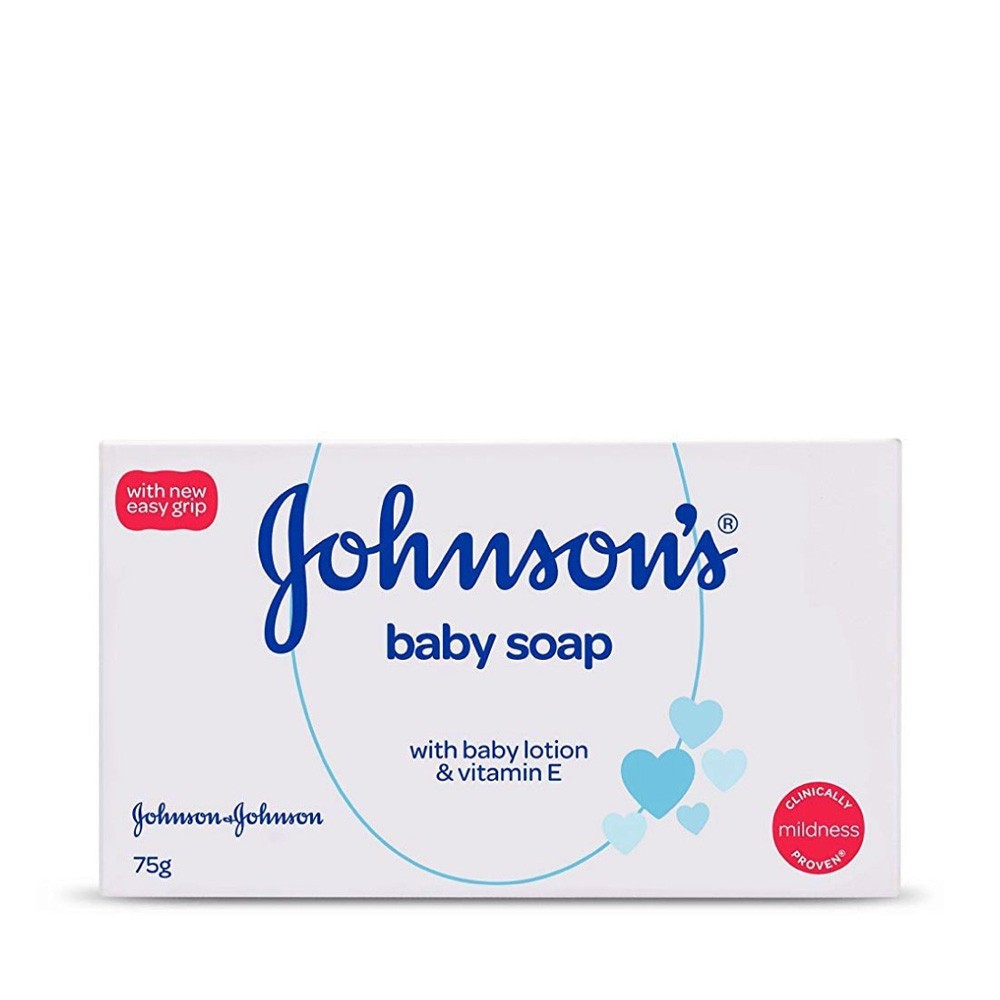 with new
easy grip
Johnson's®
baby soap
with baby lotion
& vitamin E
Johnson+Johnson
75g
CLINICALLY
mildness
PROVEN®